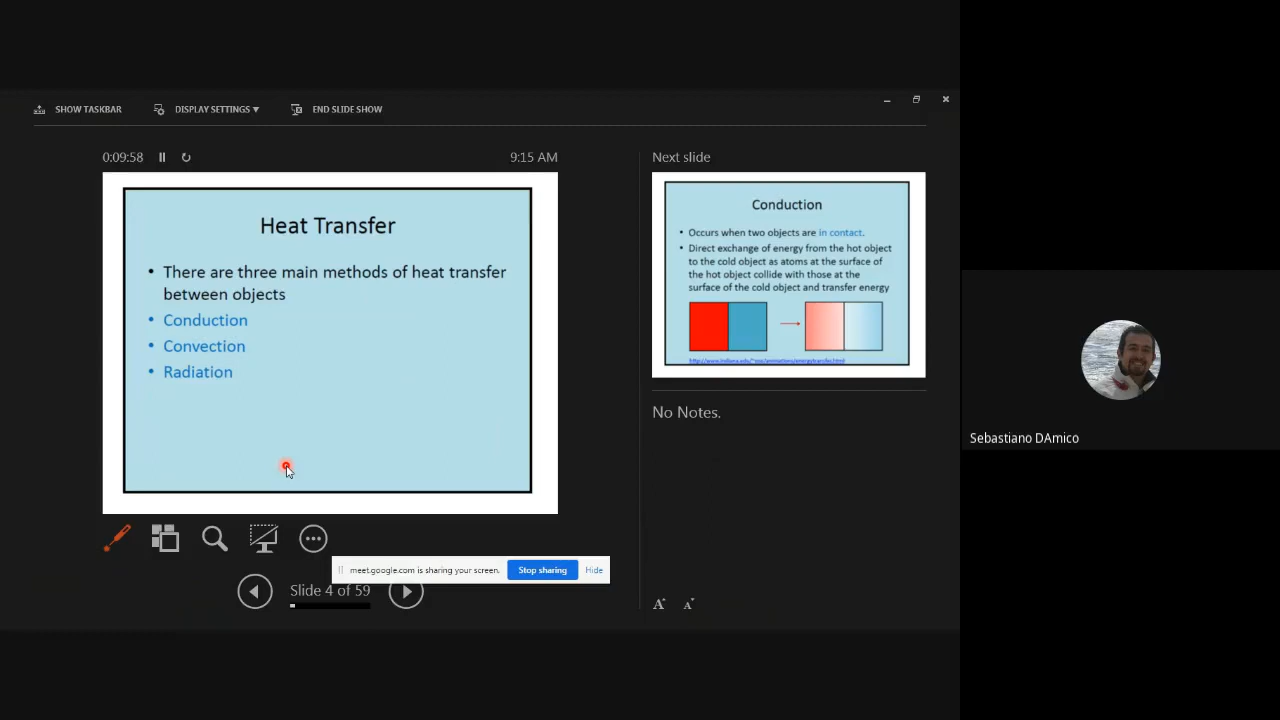 SHOW TASKBAR
DISPLAY SETTINGS ▼
END SLIDE SHOW
0:09:58
9:15 AM
Heat Transfer
• There are three main methods of heat transfer
between objects
• Conduction
• Convection
• Radiation
Next slide
Conduction
• Occurs when two objects are in contact.
• Direct exchange of energy from the hot object
to the cold object as atoms at the surface of
the hot object collide with those at the
surface of the cold object and transfer energy
No Notes.
meet.google.com is sharing your screen.
Stop sharing
Hide
Slide 4 of 59
A A
Sebastiano DAmico